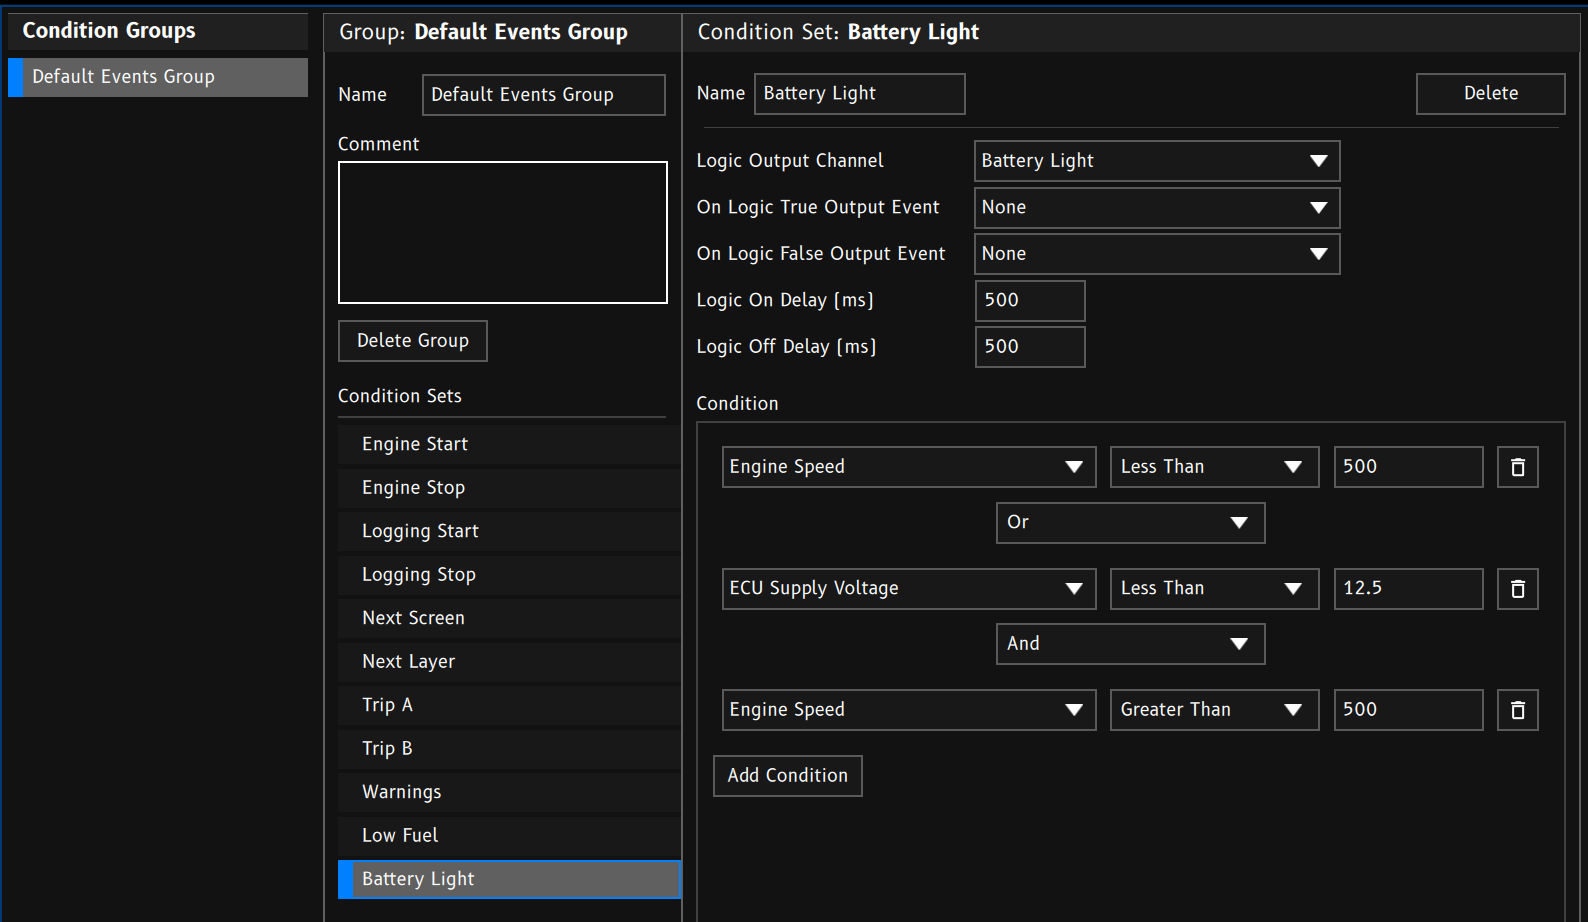 Condition Groups
Default Events Group
Group: Default Events Group
Name
Default Events Group
Comment
Delete Group
Condition Sets
Engine Start
Engine Stop
Logging Start
Logging Stop
Next Screen
Next Layer
Trip A
Trip B
Warnings
Low Fuel
Battery Light
Condition Set: Battery Light
Name Battery Light Delete
Logic Output Channel Battery Light
On Logic True Output Event None
On Logic False Output Event None
Logic On Delay (ms) 500
Logic Off Delay (ms) 500
Condition
Engine Speed Less Than 500
Or
ECU Supply Voltage Less Than 12.5
And
Engine Speed Greater Than 500
Add Condition